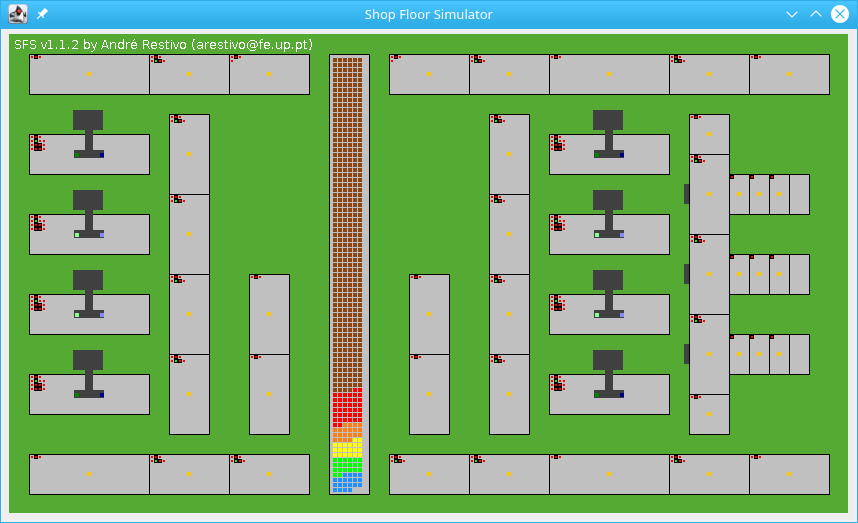 Shop Floor Simulator
SFS v1.1.2 by André Restivo (arestivo@fe.up.pt)